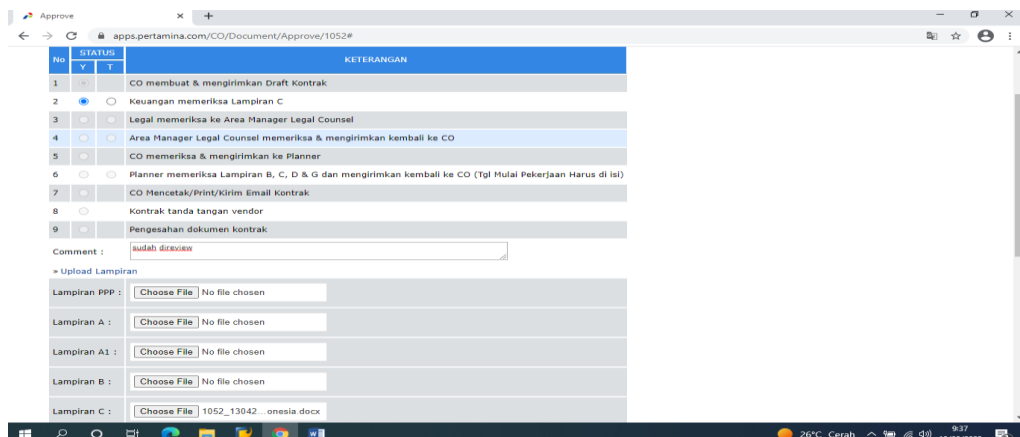 Approve
apps.pertamina.com/CO/Document/Approve/1052#
No STATUS KETERANGAN
Y T
1 CO membuat & mengirimkan Draft Kontrak
2 Keuangan memeriksa Lampiran C
3 Legal memeriksa ke Area Manager Legal Counsel
4 Area Manager Legal Counsel memeriksa & mengirimkan kembali ke CO
5 CO memeriksa & mengirimkan ke Planner
6 Planner memeriksa Lampiran B, C, D & G dan mengirimkan kembali ke CO (Tgl Mulai Pekerjaan Harus di isi)
7 CO Mencetak/Print/Kirim Email Kontrak
8 Kontrak tanda tangan vendor
9 Pengesahan dokumen kontrak
Comment : sudah direview
» Upload Lampiran
Lampiran PPP : Choose File No file chosen
Lampiran A : Choose File No file chosen
Lampiran A1 : Choose File No file chosen
Lampiran B : Choose File No file chosen
Lampiran C : Choose File 1052_13042...onesia.docx
26°C Cerah 9:37